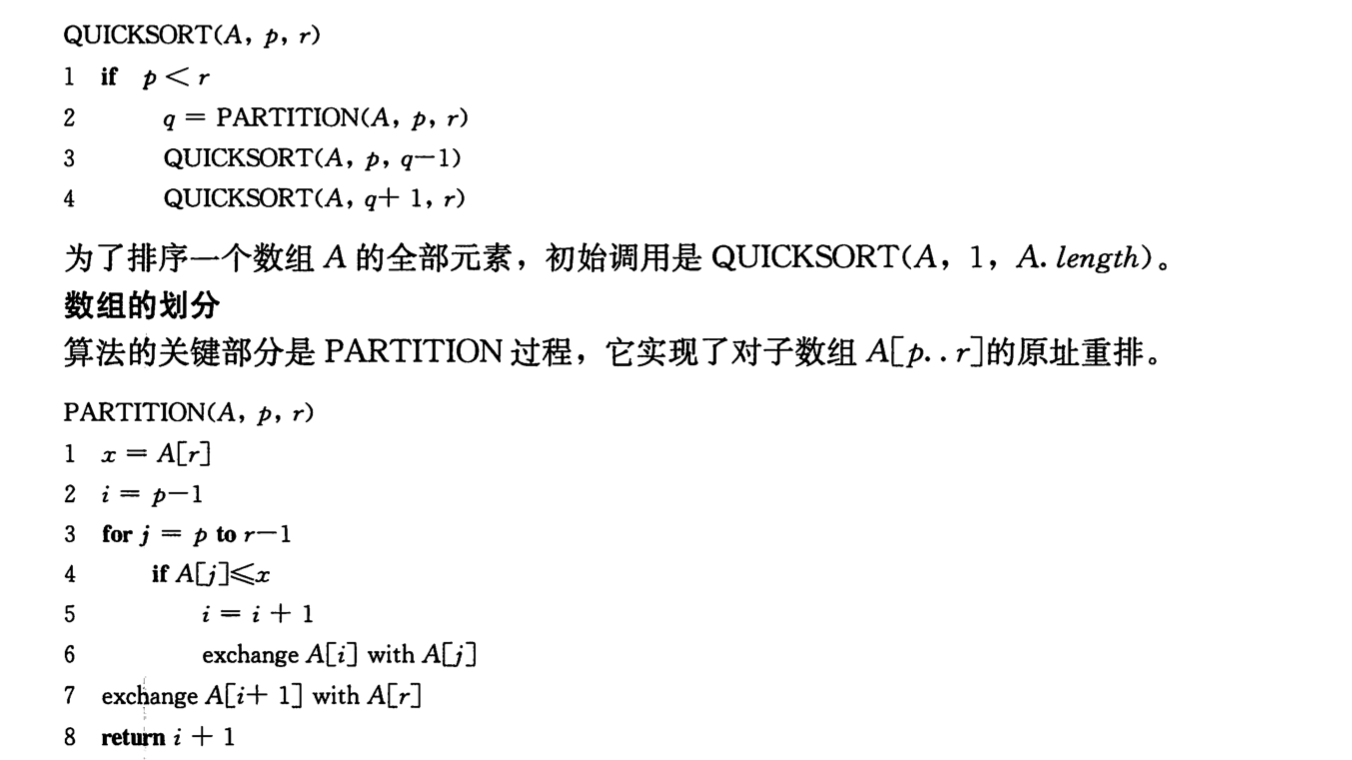 QUICKSORT(A, p, r)
1 if p<r
2 q = PARTITION(A, p, r)
3 QUICKSORT(A, p, q-1)
4 QUICKSORT(A, q+ 1, r)
为了排序一个数组 A 的全部元素，初始调用是 QUICKSORT(A, 1, A. length)。
数组的划分
算法的关键部分是 PARTITION 过程，它实现了对子数组 A[p..r]的原址重排。
PARTITION(A, p, r)
1 x = A[r]
2 i = p-1
3 for j = p to r-1
4 if A[j]⩽x
5 i = i + 1
6 exchange A[i] with A[j]
7 exchange A[i+ 1] with A[r]
8 return i + 1